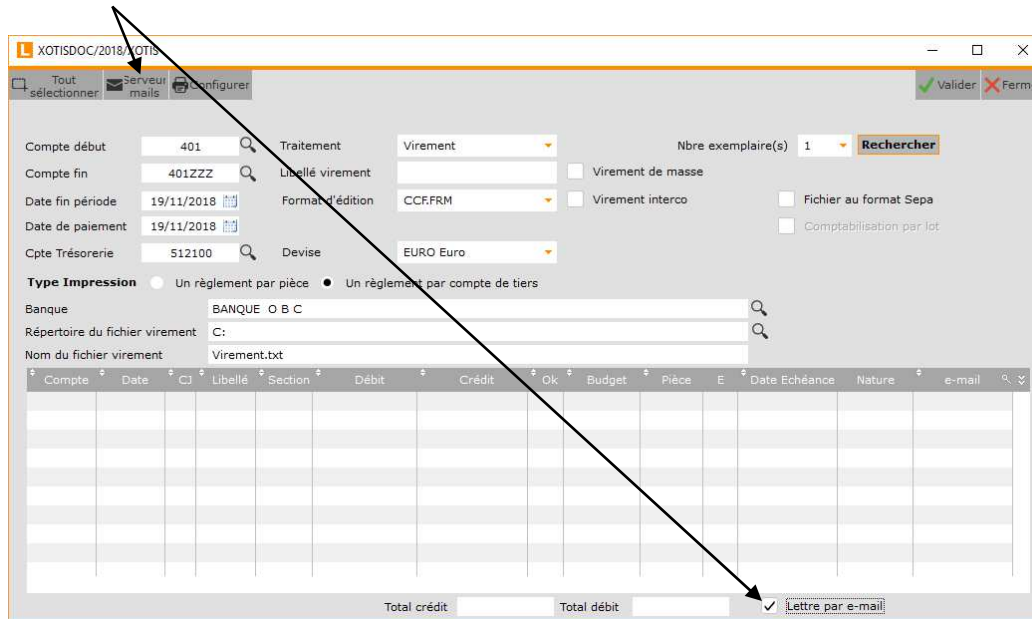 L XOTISDOC/2018/XOTIS
Tout sélectionner Serveur mails Configurer Valider Ferm
Compte début 401 Traitement Virement Nbre exemplaire(s) 1 Rechercher
Compte fin 401ZZZ Libellé virement Virement de masse
Date fin période 19/11/2018 Format d'édition CCF.FRM Virement interco Fichier au format Sepa
Date de paiement 19/11/2018 Comptabilisation par lot
Cpte Trésorerie 512100 Devise EURO Euro
Type Impression Un règlement par pièce Un règlement par compte de tiers
Banque BANQUE O B C
Répertoire du fichier virement C:
Nom du fichier virement Virement.txt
Compte Date CJ Libellé Section Débit Crédit Ok Budget Pièce E Date Echéance Nature e-mail
Total crédit Total débit Lettre par e-mail